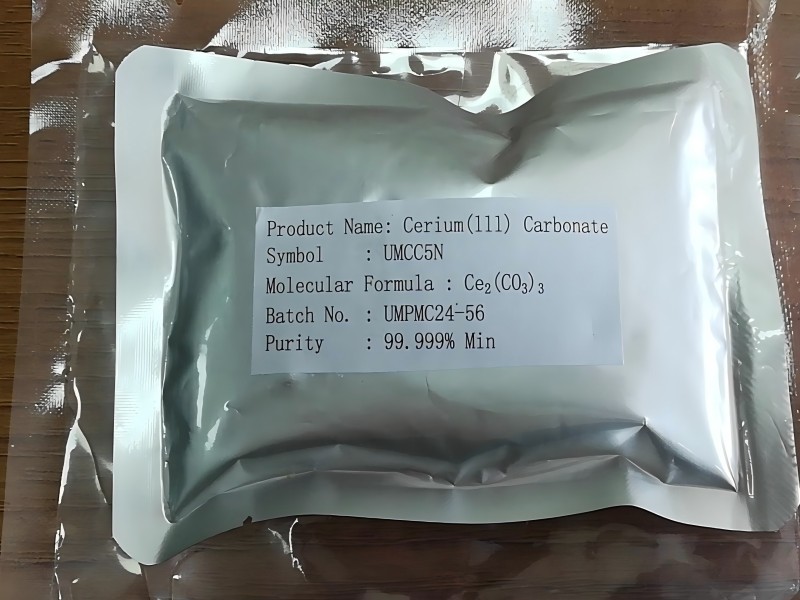 Product Name: Cerium(lll) Carbonate
Symbol : UMCC5N
Molecular Formula : Ce₂(CO₃)₃
Batch No. : UMPMC24-56
Purity : 99.999% Min